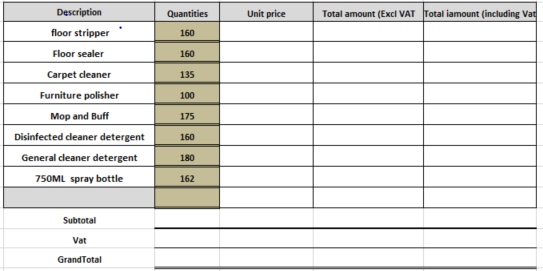 Description Quantities Unit price Total amount (Excl VAT Total iamount (including Vat
floor stripper 160
Floor sealer 160
Carpet cleaner 135
Furniture polisher 100
Mop and Buff 175
Disinfected cleaner detergent 160
General cleaner detergent 180
750ML spray bottle 162
Subtotal
Vat
GrandTotal